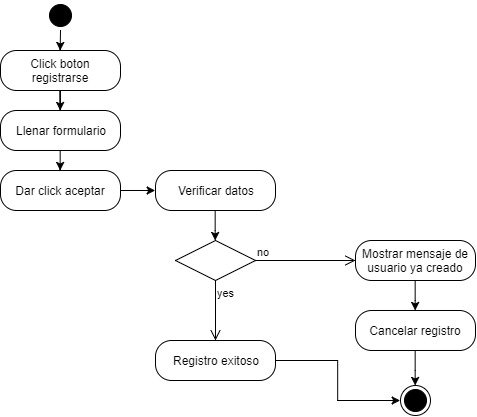 Click boton
registrarse
Llenar formulario
Dar click aceptar
Verificar datos
no
Mostrar mensaje de
usuario ya creado
yes
Cancelar registro
Registro exitoso